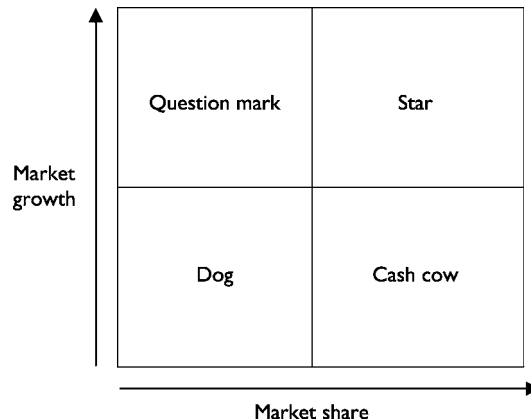 Question mark
Star
Market
growth
Dog
Cash cow
Market share